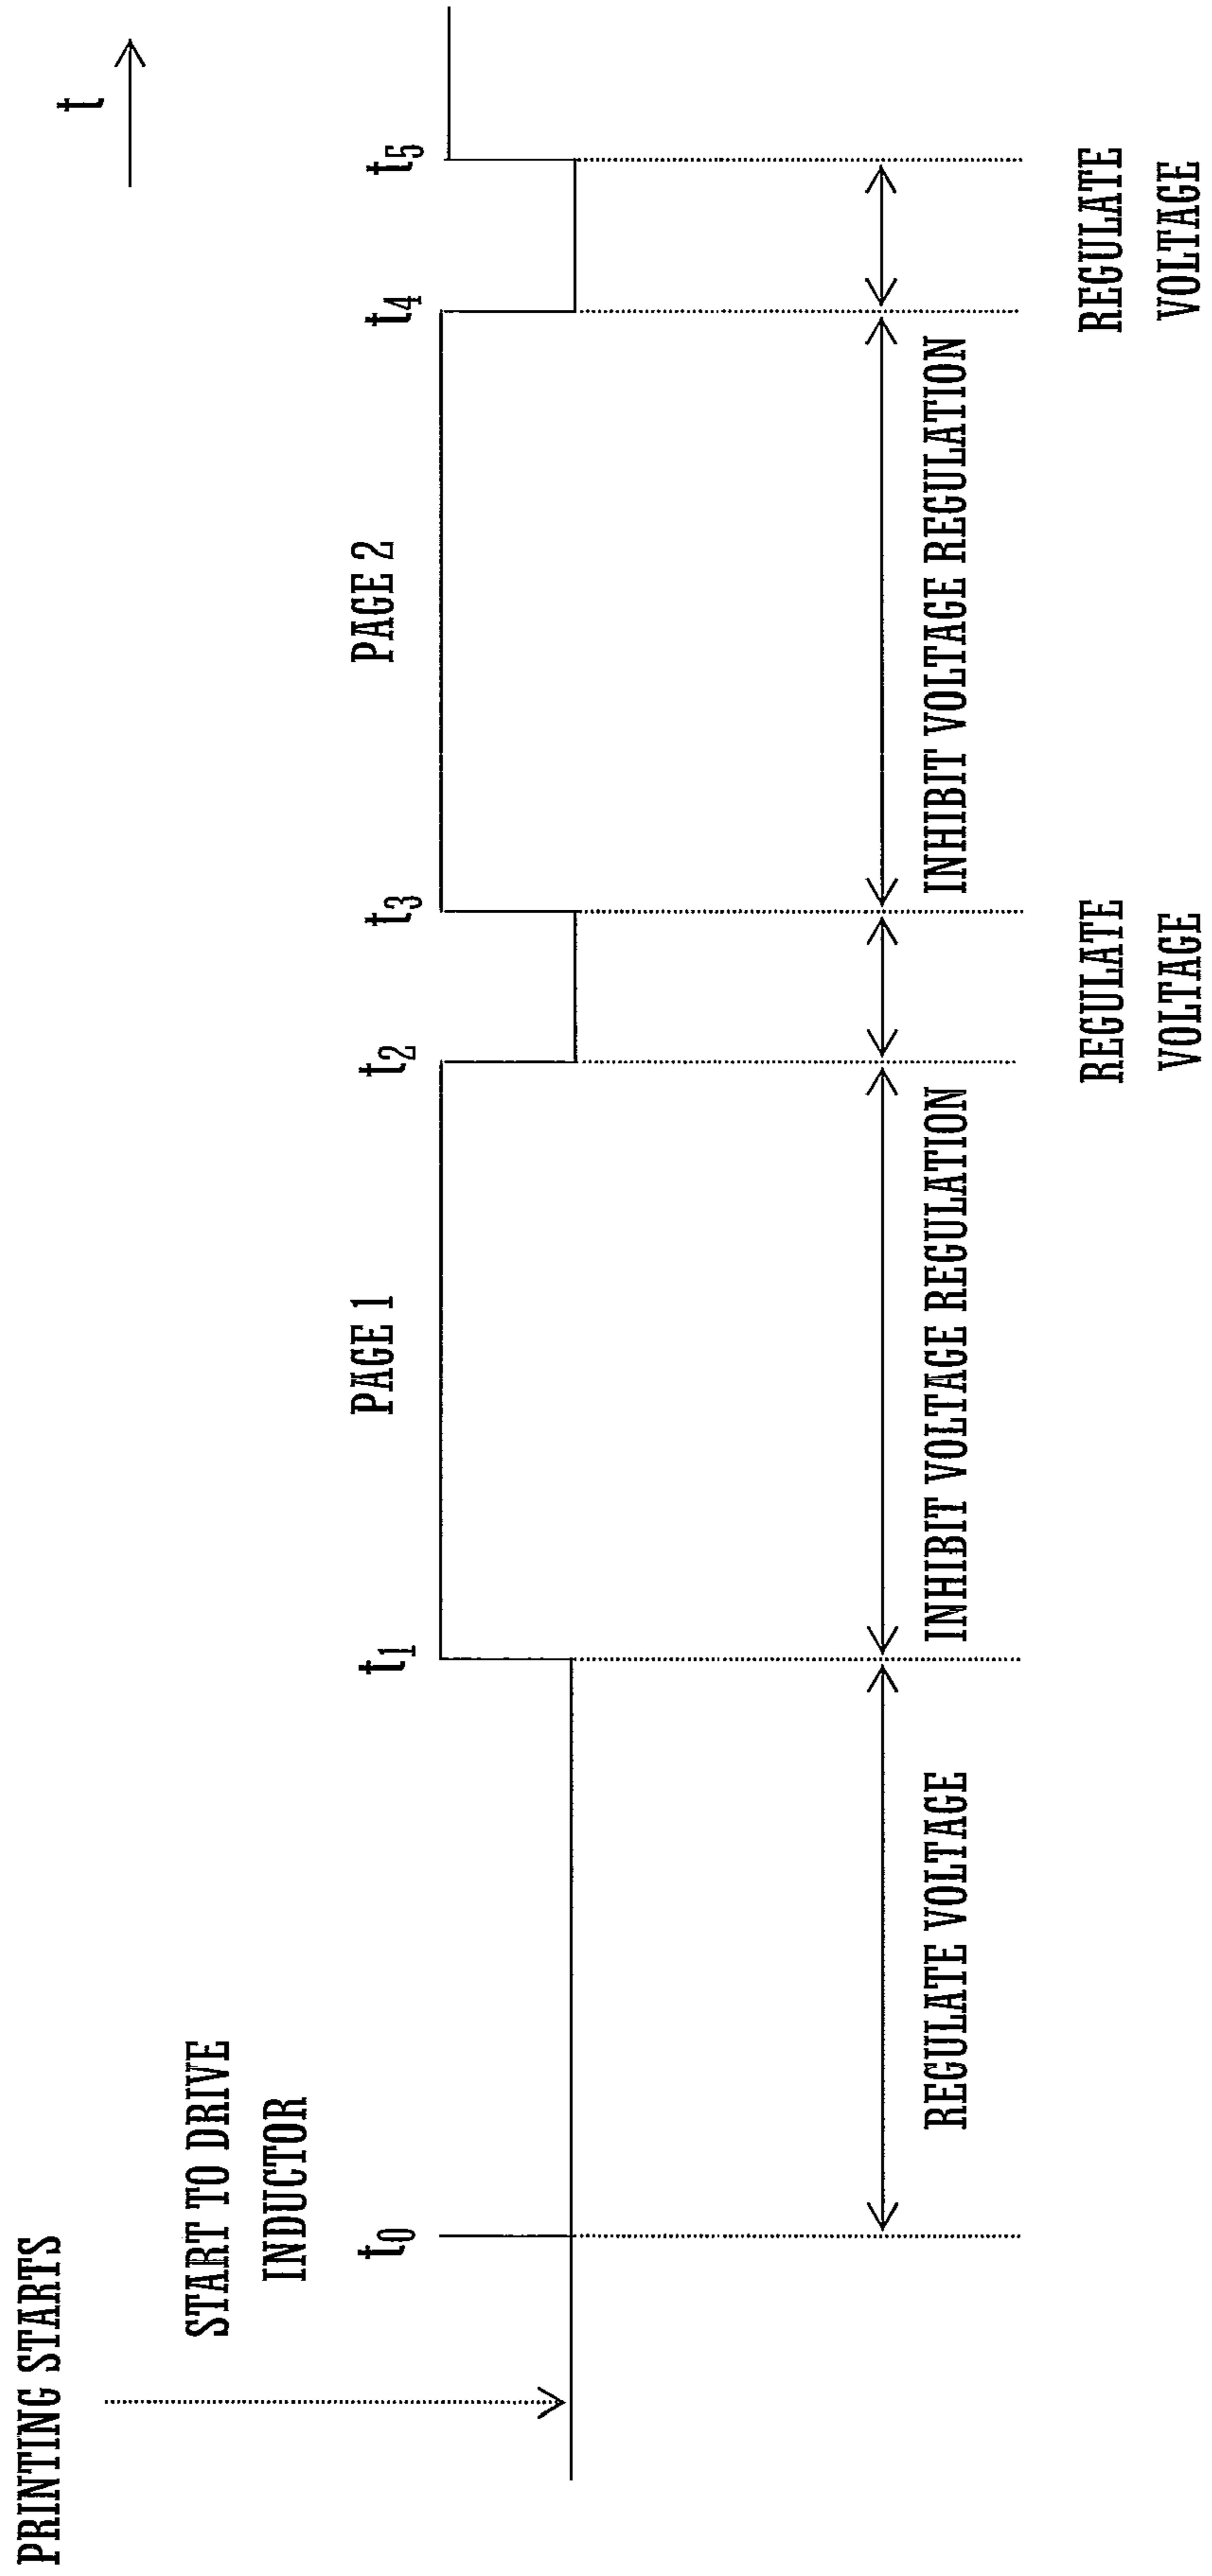 PRINTING STARTS
t
START TO DRIVE
INDUCTOR
t0
t1
PAGE 1
t2
t3
PAGE 2
t4
t5
REGULATE VOLTAGE
INHIBIT VOLTAGE REGULATION
INHIBIT VOLTAGE REGULATION
REGULATE
VOLTAGE
REGULATE
VOLTAGE